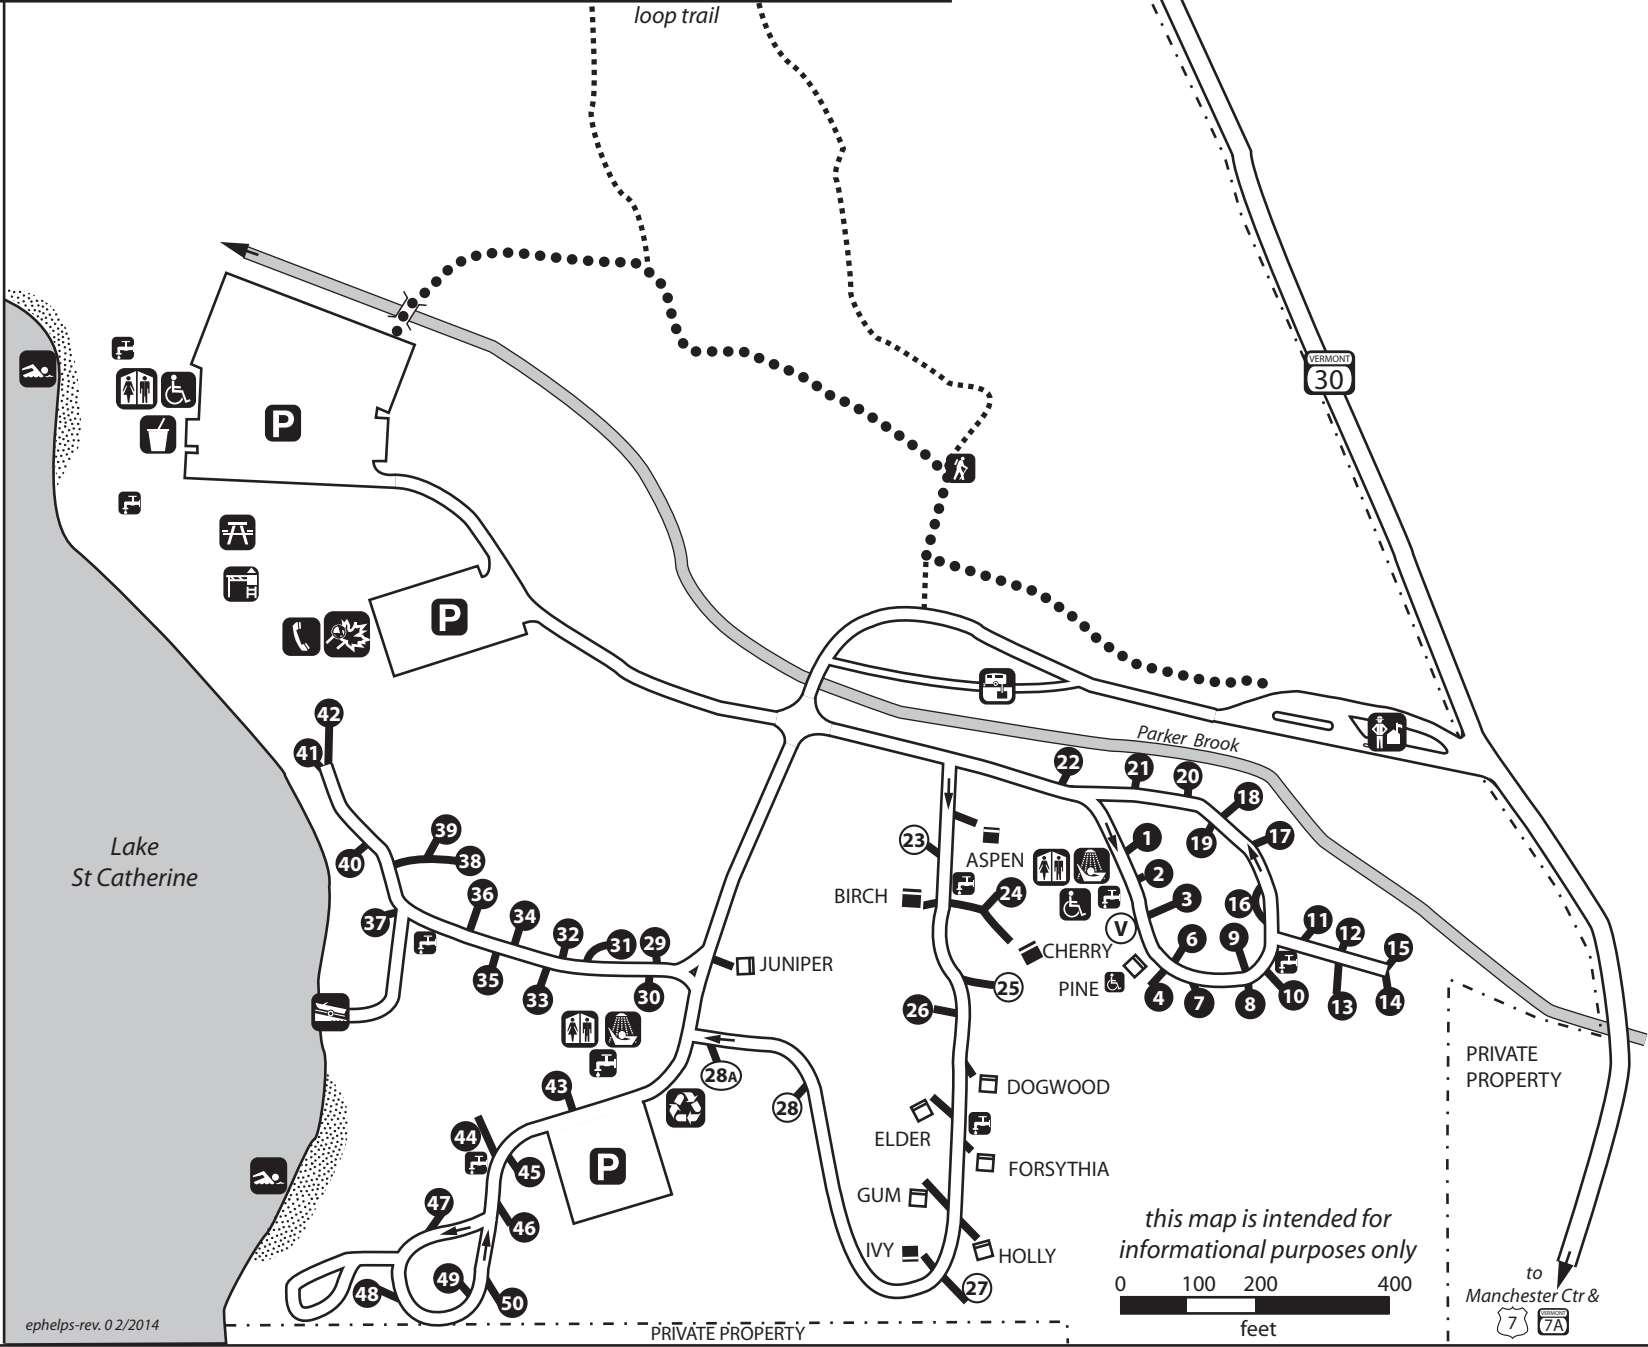 loop trail
VERMONT
30
P
P
42
41
Parker Brook
22
21
20
18
19
17
1
2
3
16
39
38
40
23
ASPEN
BIRCH
24
Lake
St Catherine
36
34
32
31
29
37
35
33
30
JUNIPER
V
CHERRY
PINE
6
9
11
12
15
4
7
8
10
13
14
25
26
28A
28
43
DOGWOOD
ELDER
FORSYTHIA
GUM
IVY
HOLLY
27
44
45
P
47
46
49
48
50
PRIVATE
PROPERTY
this map is intended for
informational purposes only
0 100 200 400
feet
to
Manchester Ctr &
7
VERMONT
7A
ephelps-rev. 0 2/2014
PRIVATE PROPERTY